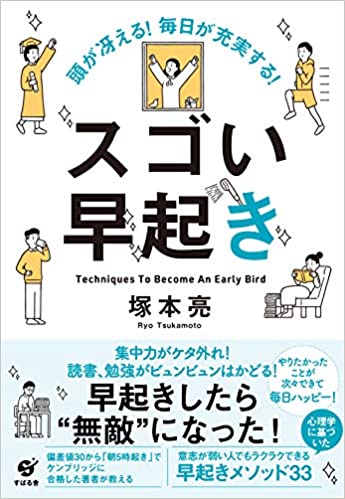 頭が冴える！毎日が充実する！
スゴい
早起き
Techniques To Become An Early Bird
塚本亮
Ryo Tsukamoto
集中力がケタ外れ！
読書、勉強がビュンビュンはかどる！
やりたかった
ことが
次々できて
毎日ハッピー！
早起きしたら
“無敵”になった！
偏差値30から「朝5時起き」で
ケンブリッジに
合格した著者が教える
心理学に
基づいた
意志が弱い人でもラクラクできる
早起きメソッド33
すばる舎